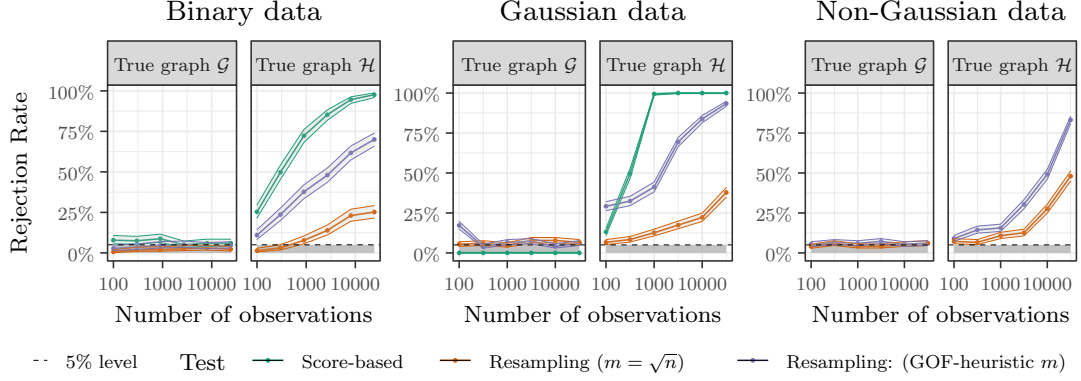 Binary data
Gaussian data
Non-Gaussian data
True graph 𝒢
True graph ℋ
True graph 𝒢
True graph ℋ
True graph 𝒢
True graph ℋ
Rejection Rate
100%
75%
50%
25%
0%
100%
75%
50%
25%
0%
100%
75%
50%
25%
0%
100 1000 10000
100 1000 10000
100 1000 10000
100 1000 10000
100 1000 10000
100 1000 10000
Number of observations
Number of observations
Number of observations
5% level Test Score-based Resampling (m = √n) Resampling: (GOF-heuristic m)